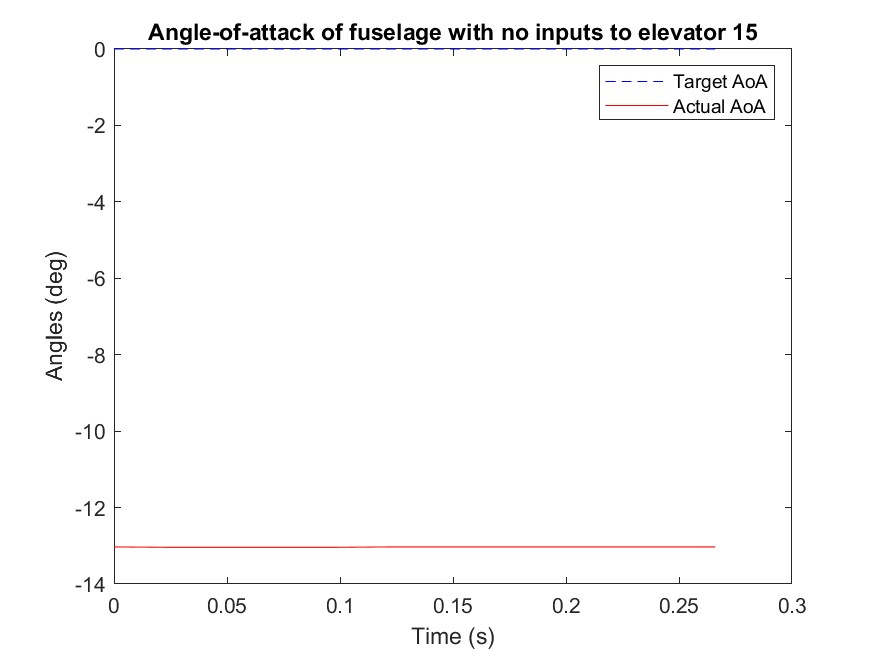 Angle-of-attack of fuselage with no inputs to elevator 15
0
Target AoA
Actual AoA
-2
-4
-6
-8
-10
-12
-14
Angles (deg)
0 0.05 0.1 0.15 0.2 0.25 0.3
Time (s)